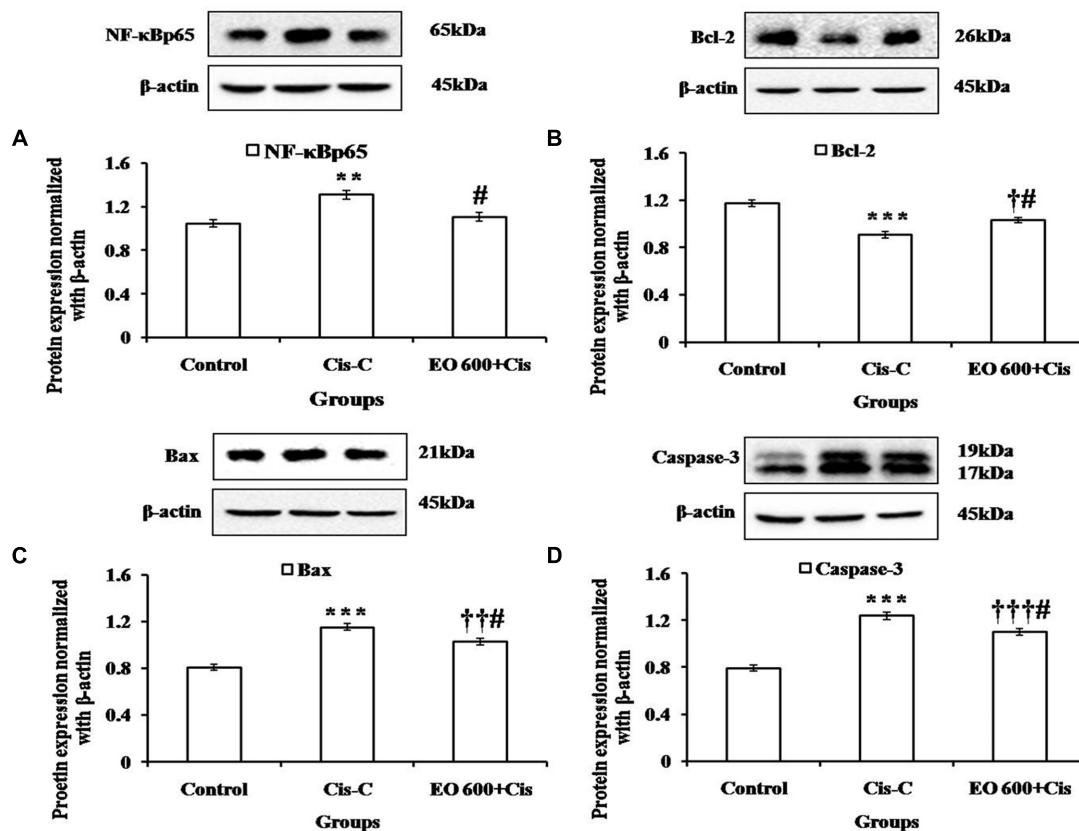 NF-κBp65 65kDa
β-actin 45kDa
A
NF-κBp65
**
#
1.6
1.2
0.8
0.4
0
Protein expression normalized
with β-actin
Control Cis-C EO 600+Cis
Groups
Bcl-2 26kDa
β-actin 45kDa
B
Bcl-2
***
†#
1.6
1.2
0.8
0.4
0
Protein expression normalized
with β-actin
Control Cis-C EO 600+Cis
Groups
Bax 21kDa
β-actin 45kDa
C
Bax
***
††#
1.6
1.2
0.8
0.4
0
Proetin expression normalized
with β-actin
Control Cis-C EO 600+Cis
Groups
Caspase-3 19kDa
17kDa
β-actin 45kDa
D
Caspase-3
***
†††#
1.6
1.2
0.8
0.4
0
Protein expression normalized
with β-actin
Control Cis-C EO 600+Cis
Groups